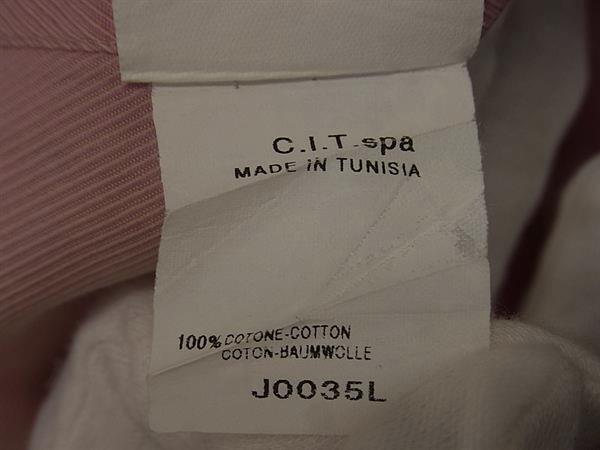 C.I.T.spa
MADE IN TUNISIA
100% COTONE-COTTON
COTON-BAUMWOLLE
J0035L